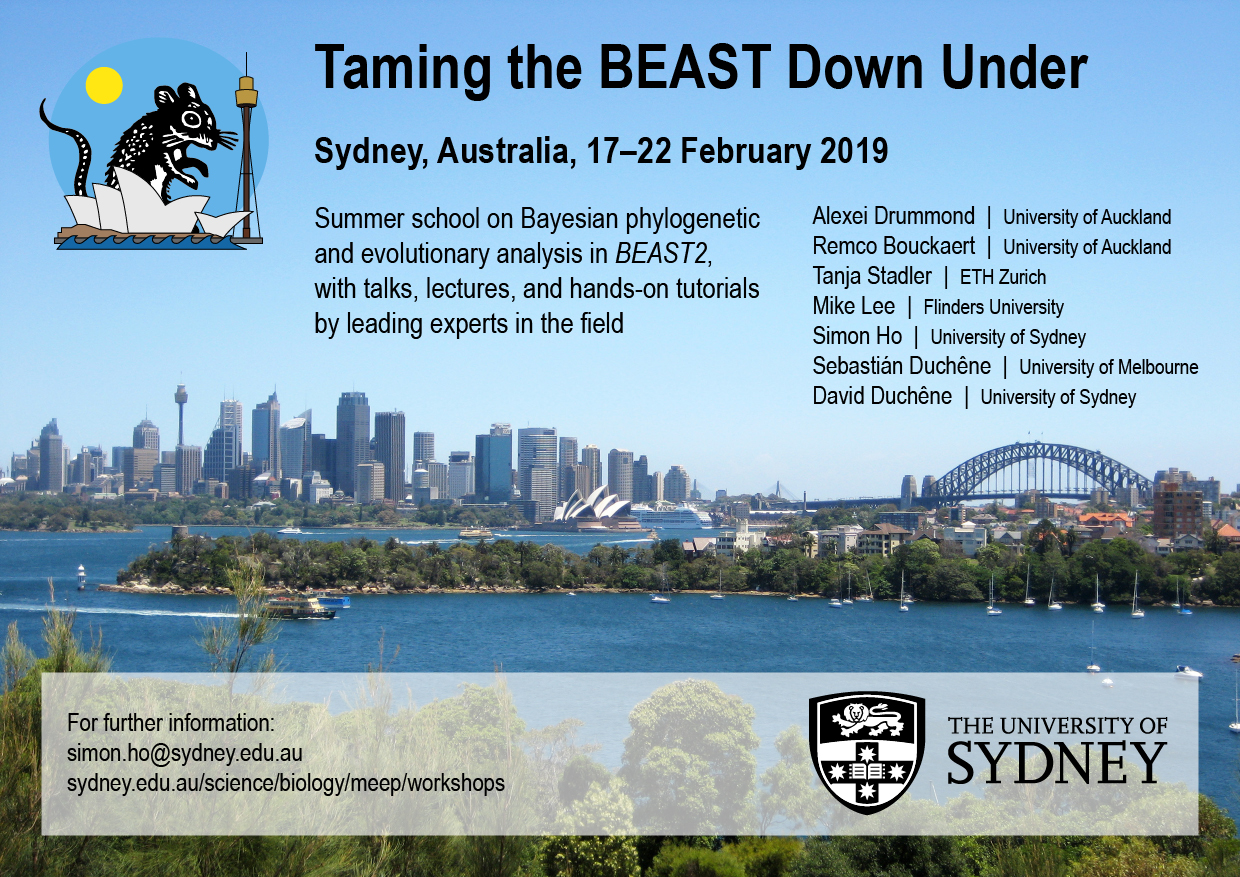 Taming the BEAST Down Under
Sydney, Australia, 17–22 February 2019
Summer school on Bayesian phylogenetic
and evolutionary analysis in BEAST2,
with talks, lectures, and hands-on tutorials
by leading experts in the field
Alexei Drummond | University of Auckland
Remco Bouckaert | University of Auckland
Tanja Stadler | ETH Zurich
Mike Lee | Flinders University
Simon Ho | University of Sydney
Sebastián Duchêne | University of Melbourne
David Duchêne | University of Sydney
For further information:
simon.ho@sydney.edu.au
sydney.edu.au/science/biology/meep/workshops
THE UNIVERSITY OF
SYDNEY